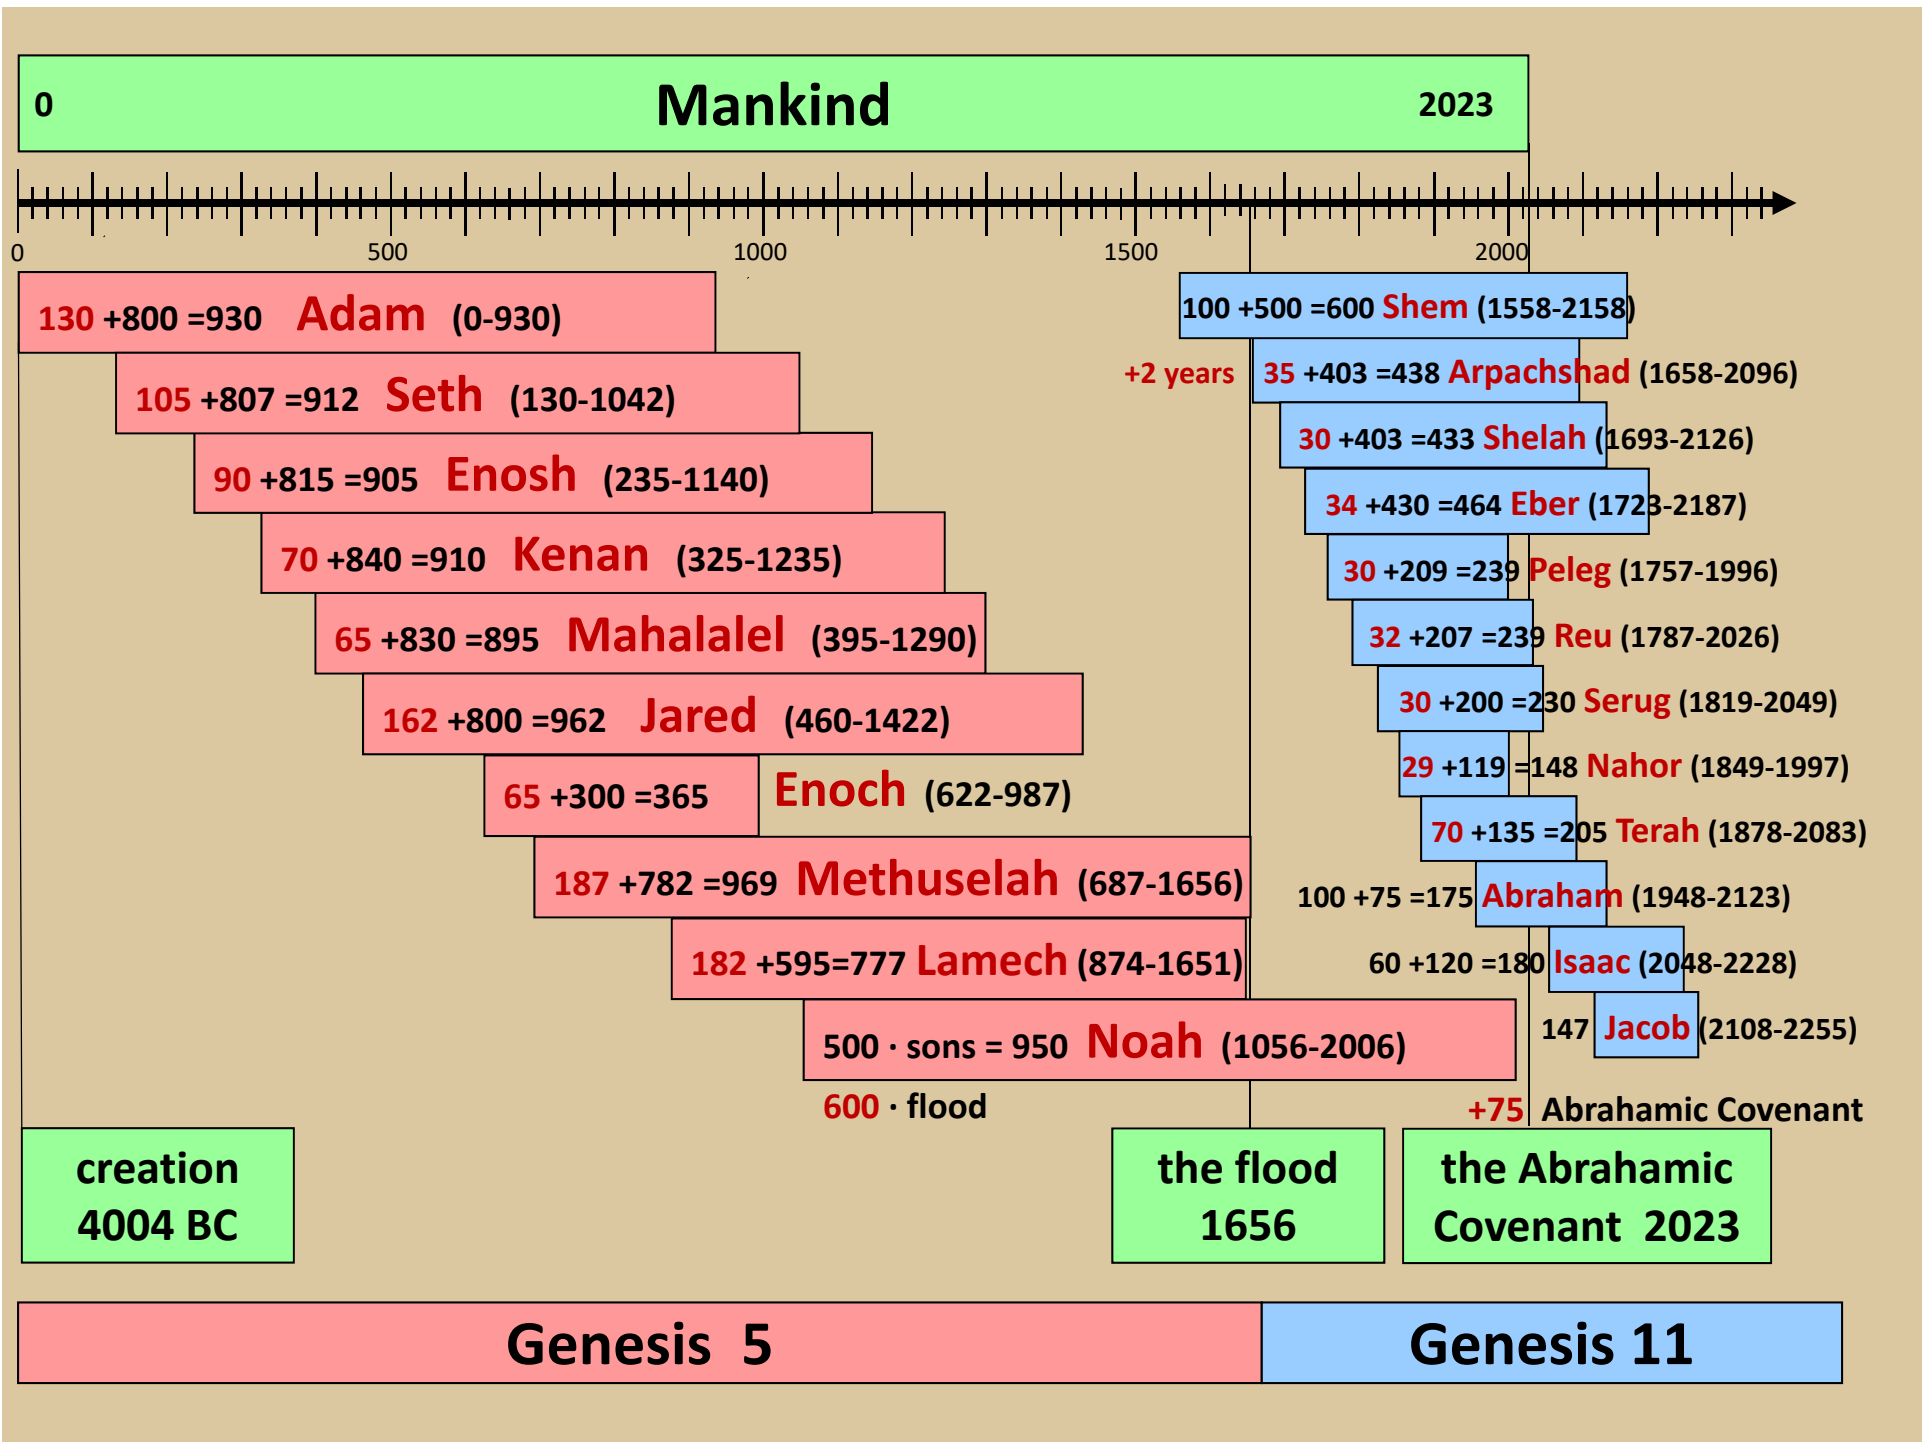 0 Mankind 2023
0 500 1000 1500 2000
130 +800 =930 Adam (0-930)
105 +807 =912 Seth (130-1042)
90 +815 =905 Enosh (235-1140)
70 +840 =910 Kenan (325-1235)
65 +830 =895 Mahalalel (395-1290)
162 +800 =962 Jared (460-1422)
65 +300 =365 Enoch (622-987)
187 +782 =969 Methuselah (687-1656)
182 +595=777 Lamech (874-1651)
500 · sons = 950 Noah (1056-2006)
600 · flood
100 +500 =600 Shem (1558-2158)
+2 years 35 +403 =438 Arpachshad (1658-2096)
30 +403 =433 Shelah (1693-2126)
34 +430 =464 Eber (1723-2187)
30 +209 =239 Peleg (1757-1996)
32 +207 =239 Reu (1787-2026)
30 +200 =230 Serug (1819-2049)
29 +119 =148 Nahor (1849-1997)
70 +135 =205 Terah (1878-2083)
100 +75 =175 Abraham (1948-2123)
60 +120 =180 Isaac (2048-2228)
147 Jacob (2108-2255)
+75 Abrahamic Covenant
creation
4004 BC
the flood
1656
the Abrahamic
Covenant 2023
Genesis 5
Genesis 11